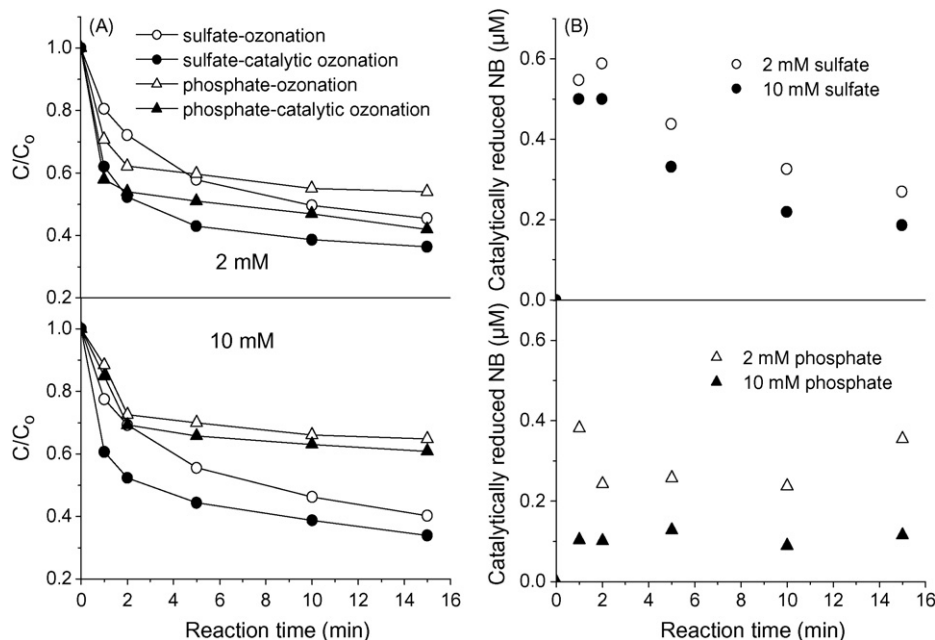 (A)
sulfate-ozonation
sulfate-catalytic ozonation
phosphate-ozonation
phosphate-catalytic ozonation
1.0
0.8
0.6
0.4
0.2
C/Co
2 mM
10 mM
1.0
0.8
0.6
0.4
0.2
C/Co
0 2 4 6 8 10 12 14 16
Reaction time (min)
(B)
2 mM sulfate
10 mM sulfate
0.6
0.4
0.2
0.0
Catalytically reduced NB (μM)
2 mM phosphate
10 mM phosphate
0.6
0.4
0.2
0.0
Catalytically reduced NB (μM)
0 2 4 6 8 10 12 14 16
Reaction time (min)